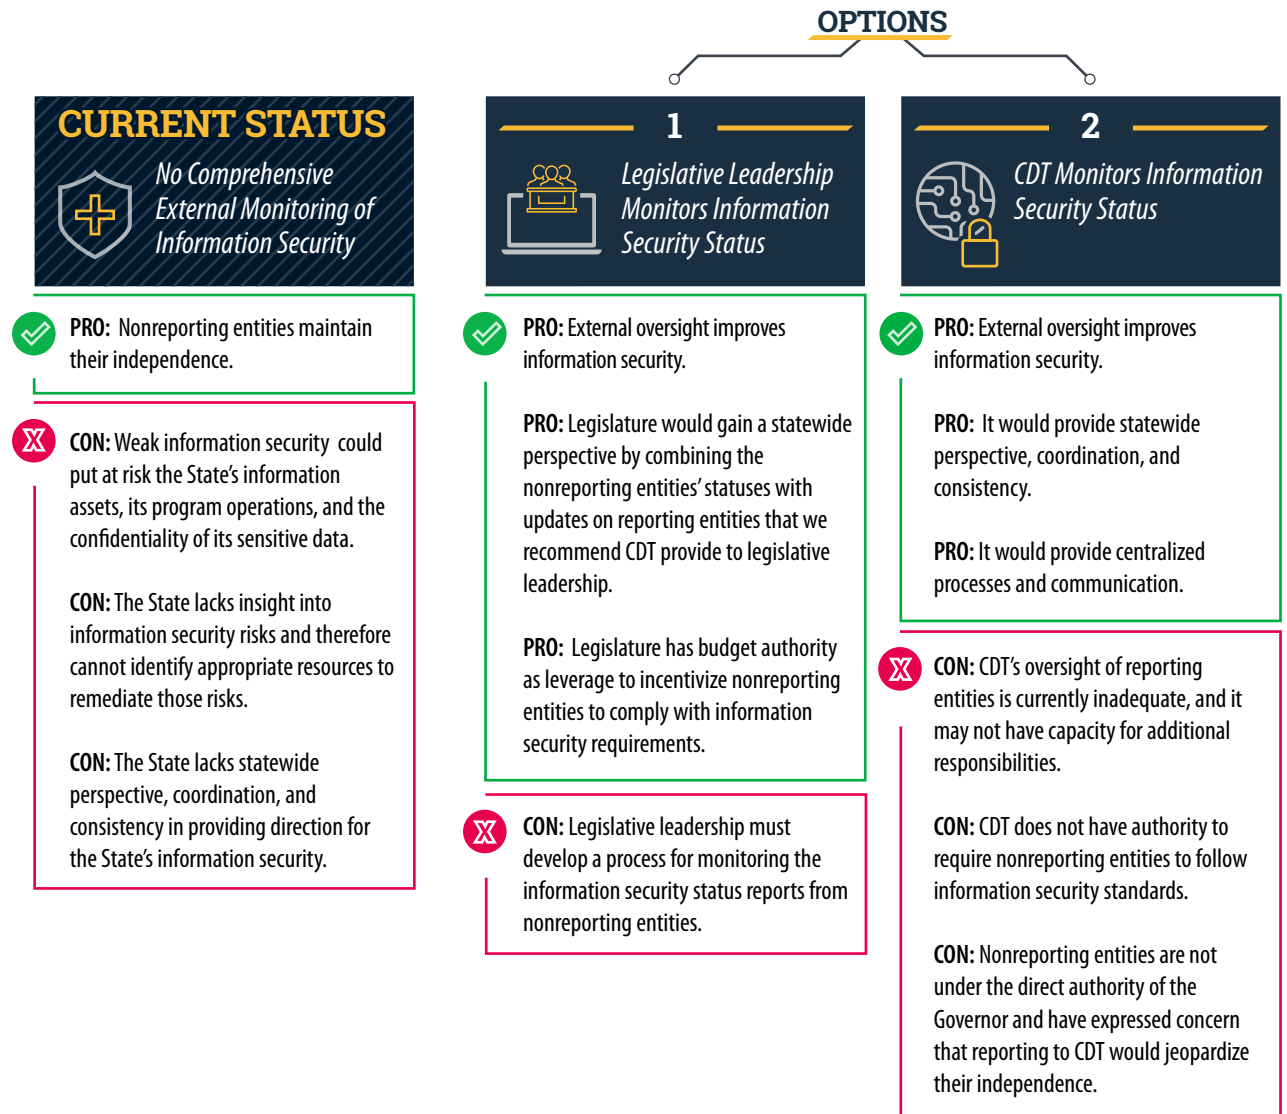 OPTIONS
CURRENT STATUS
No Comprehensive
External Monitoring of
Information Security
PRO: Nonreporting entities maintain
their independence.
CON: Weak information security could
put at risk the State's information
assets, its program operations, and the
confidentiality of its sensitive data.
CON: The State lacks insight into
information security risks and therefore
cannot identify appropriate resources to
remediate those risks.
CON: The State lacks statewide
perspective, coordination, and
consistency in providing direction for
the State's information security.
1
Legislative Leadership
Monitors Information
Security Status
PRO: External oversight improves
information security.
PRO: Legislature would gain a statewide
perspective by combining the
nonreporting entities' statuses with
updates on reporting entities that we
recommend CDT provide to legislative
leadership.
PRO: Legislature has budget authority
as leverage to incentivize nonreporting
entities to comply with information
security requirements.
CON: Legislative leadership must
develop a process for monitoring the
information security status reports from
nonreporting entities.
2
CDT Monitors Information
Security Status
PRO: External oversight improves
information security.
PRO: It would provide statewide
perspective, coordination, and
consistency.
PRO: It would provide centralized
processes and communication.
CON: CDT's oversight of reporting
entities is currently inadequate, and it
may not have capacity for additional
responsibilities.
CON: CDT does not have authority to
require nonreporting entities to follow
information security standards.
CON: Nonreporting entities are not
under the direct authority of the
Governor and have expressed concern
that reporting to CDT would jeopardize
their independence.